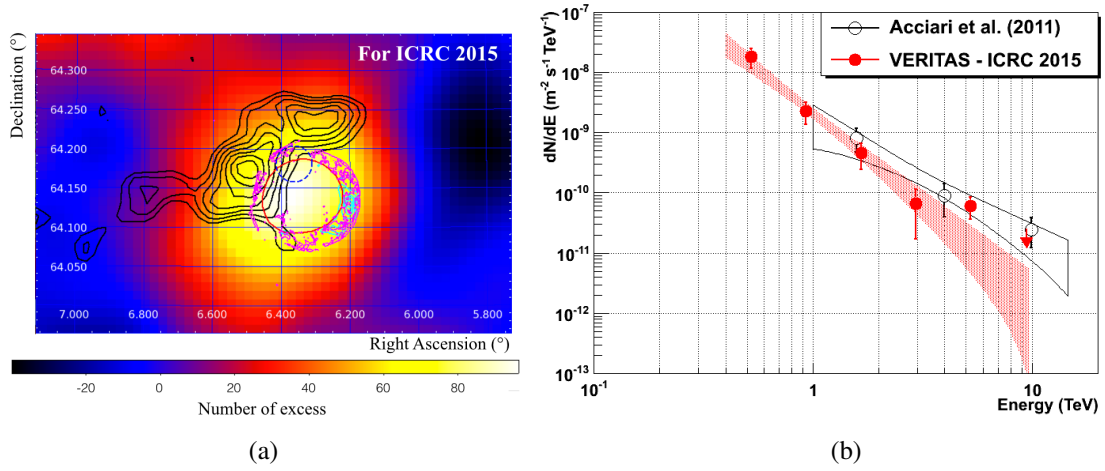 For ICRC 2015
Declination (°)
64.300
64.250
64.200
64.150
64.100
64.050
7.000 6.800 6.600 6.400 6.200 6.000 5.800
Right Ascension (°)
-20 0 20 40 60 80
Number of excess
(a)
dN/dE (m⁻² s⁻¹ TeV⁻¹)
10⁻⁷
10⁻⁸
10⁻⁹
10⁻¹⁰
10⁻¹¹
10⁻¹²
10⁻¹³
Acciari et al. (2011)
VERITAS - ICRC 2015
10⁻¹ 1 10
Energy (TeV)
(b)